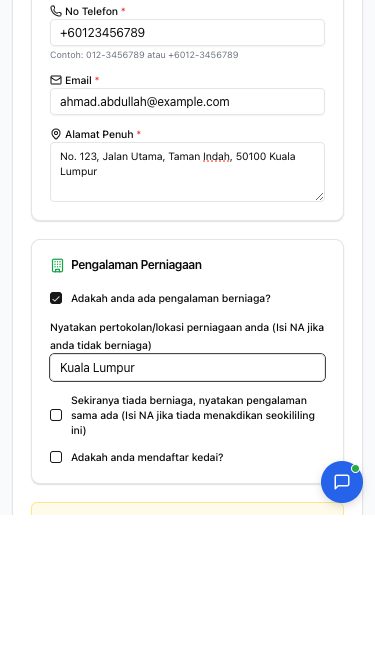 No Telefon *
+60123456789
Contoh: 012-3456789 atau +6012-3456789
Email *
ahmad.abdullah@example.com
Alamat Penuh *
No. 123, Jalan Utama, Taman Indah, 50100 Kuala
Lumpur
Pengalaman Perniagaan
Adakah anda ada pengalaman berniaga?
Nyatakan pertokolan/lokasi perniagaan anda (Isi NA jika
anda tidak berniaga)
Kuala Lumpur
Sekiranya tiada berniaga, nyatakan pengalaman
sama ada (Isi NA jika tiada menakdikan seokililing
ini)
Adakah anda mendaftar kedai?